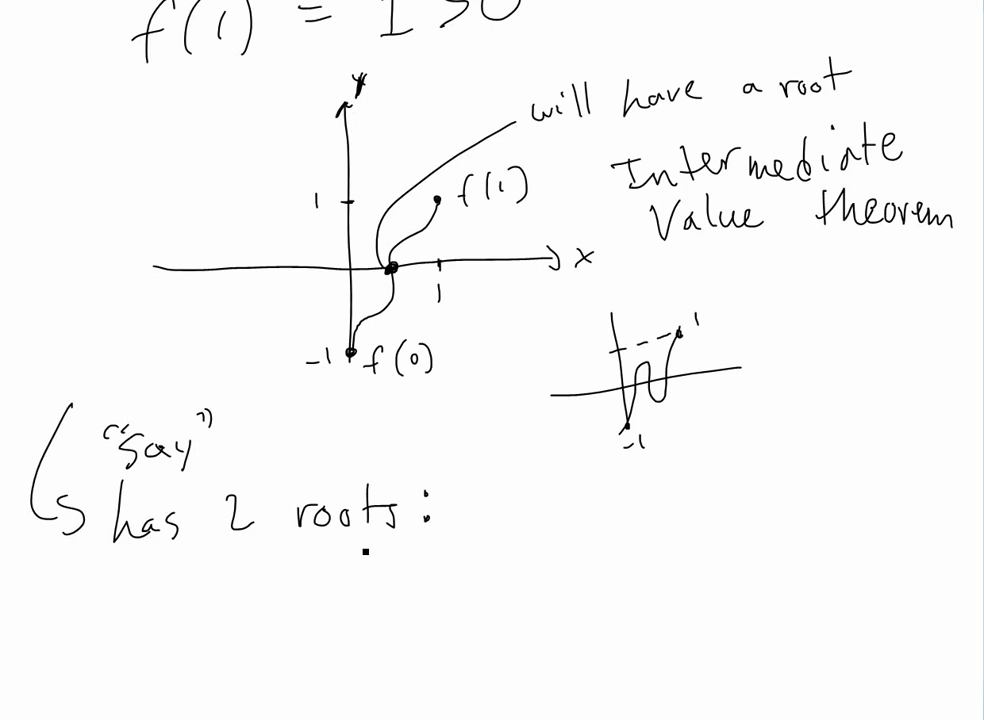 f(1) = 1 > 0
y
will have a root
Intermediate
Value theorem
1
f(1)
x
1
-1
f(0)
1
-1
"say"
has 2 roots: